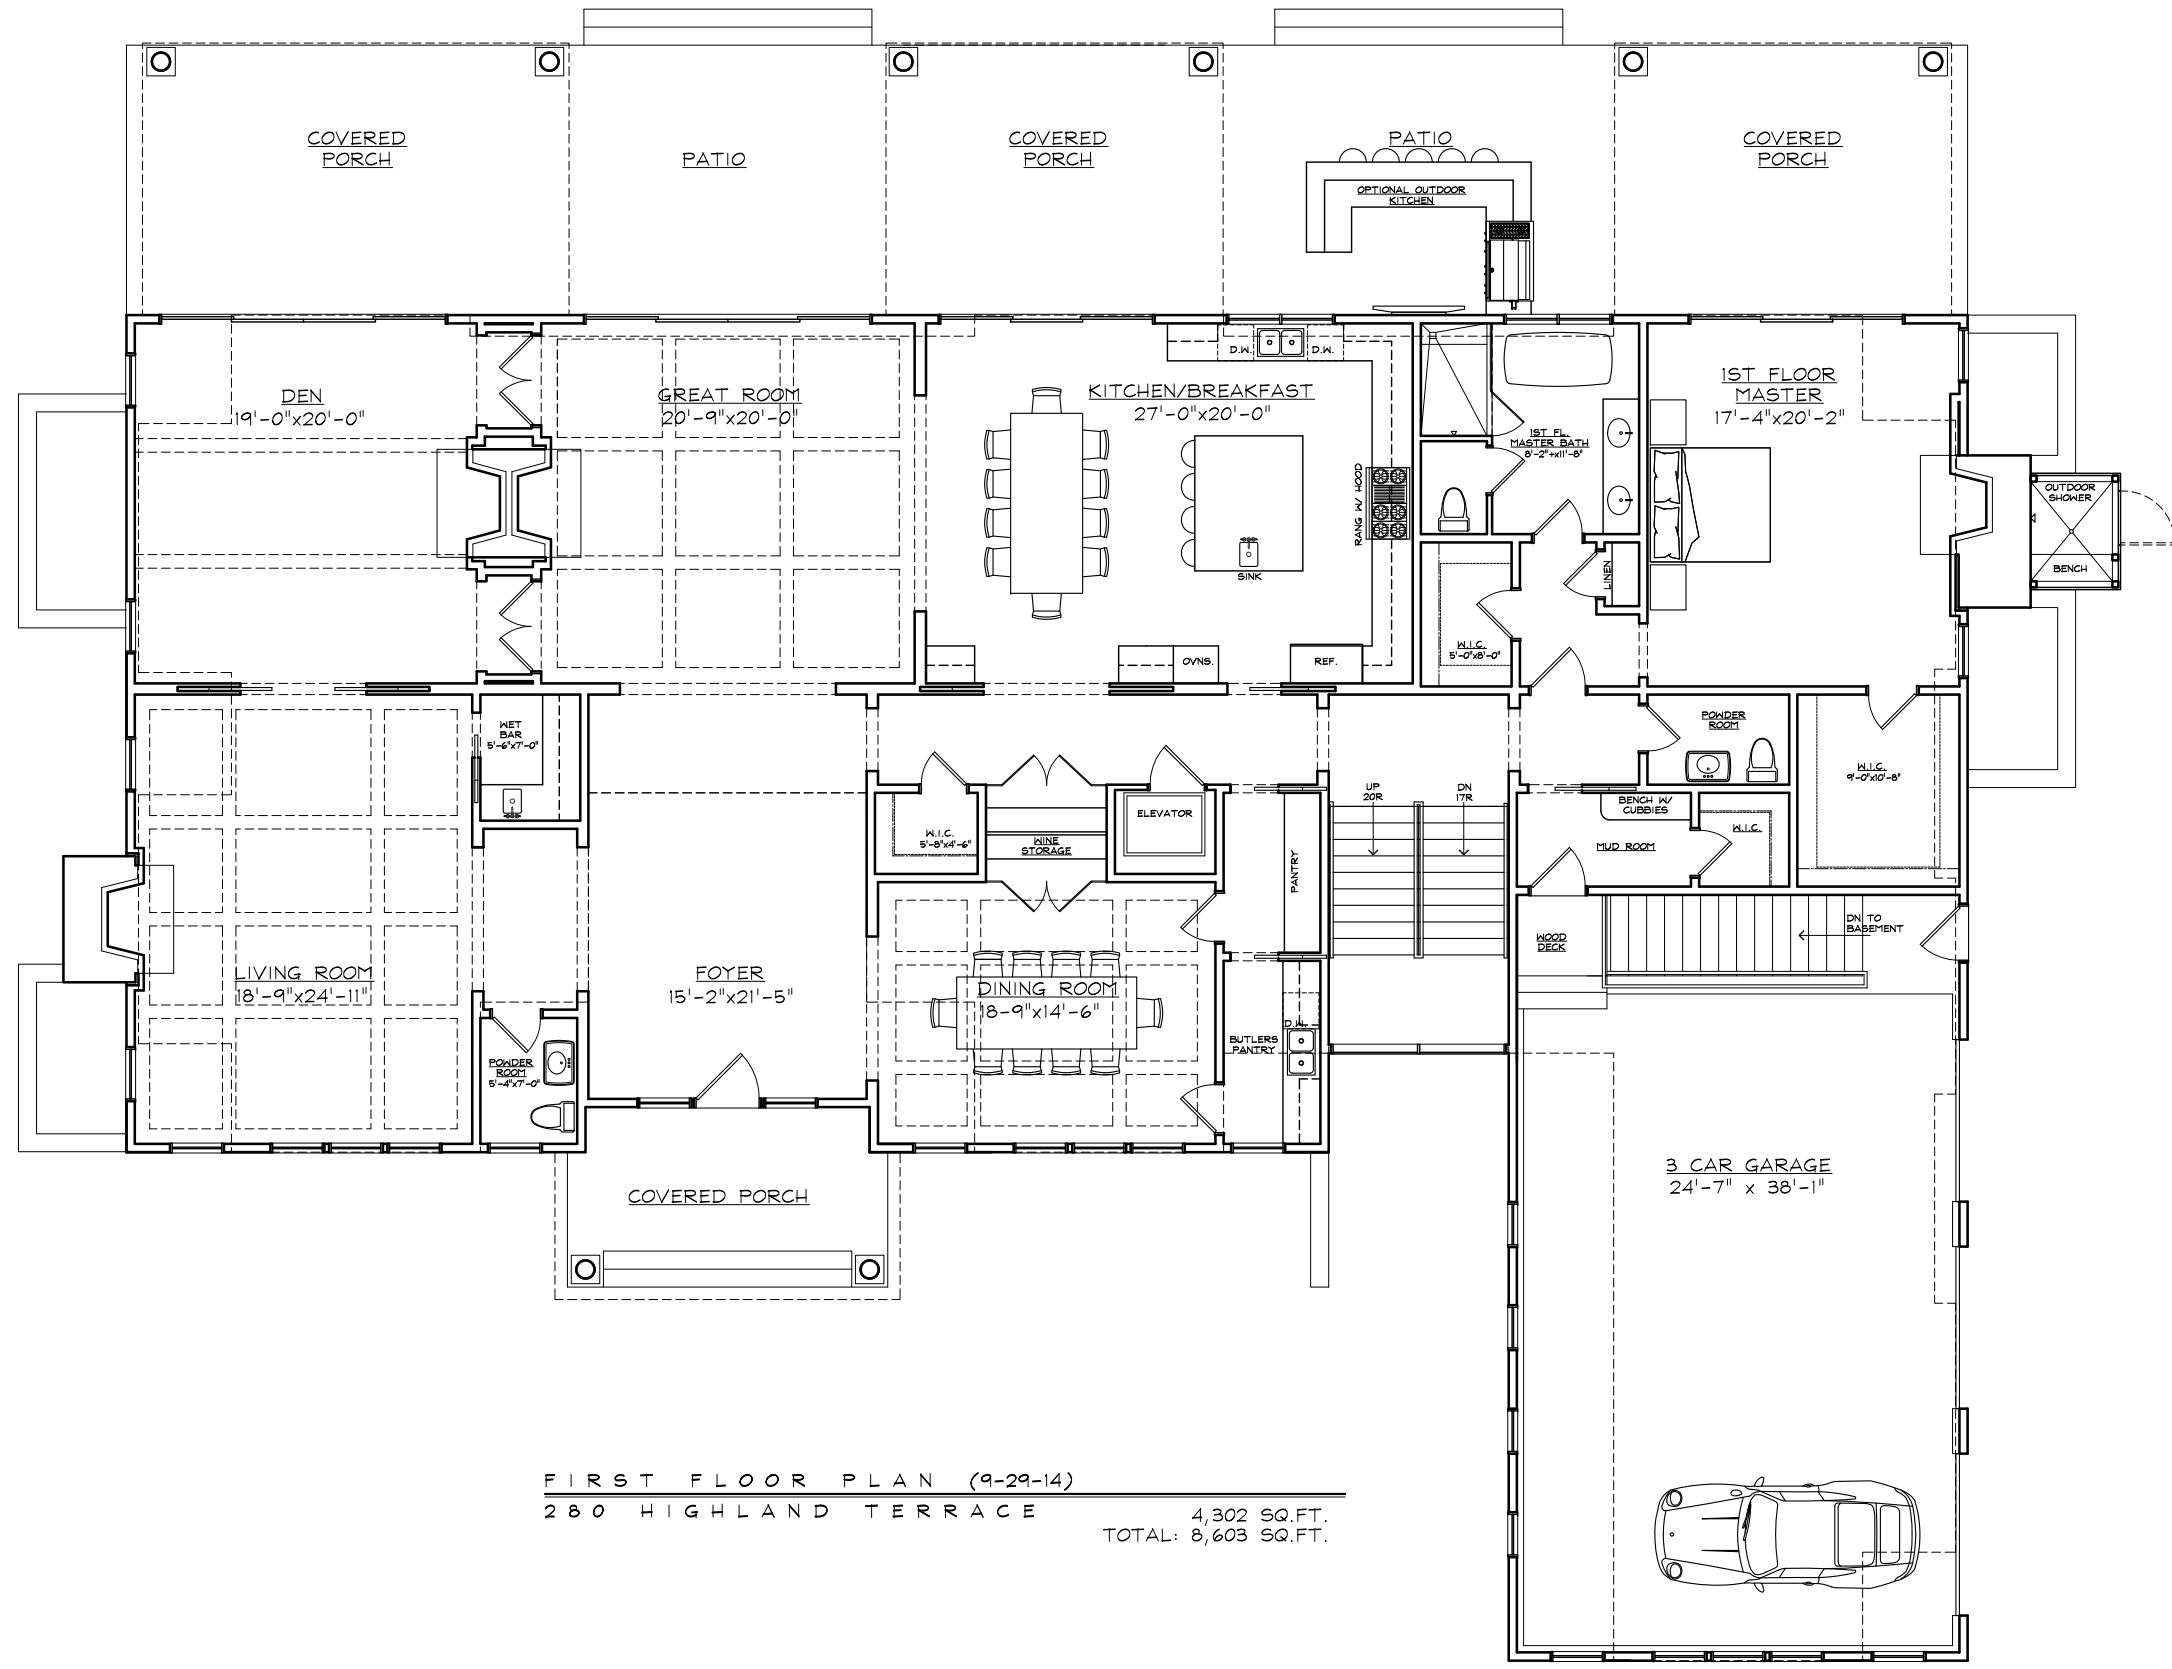 COVERED
PORCH
PATIO
COVERED
PORCH
PATIO
OPTIONAL OUTDOOR
KITCHEN
COVERED
PORCH
DEN
19'-0"x20'-0"
GREAT ROOM
20'-9"x20'-0"
KITCHEN/BREAKFAST
27'-0"x20'-0"
D.W.
D.W.
RANG W/ HOOD
SINK
OVNS.
REF.
1ST FL.
MASTER BATH
8'-2"+x11'-8"
LINEN
W.I.C.
5'-0"x8'-0"
1ST FLOOR
MASTER
17'-4"x20'-2"
OUTDOOR
SHOWER
BENCH
WET
BAR
5'-6"x7'-0"
POWDER
ROOM
W.I.C.
9'-0"x10'-8"
UP
20R
DN
17R
BENCH W/
CUBBIES
W.I.C.
MUD ROOM
W.I.C.
5'-8"x4'-6"
WINE
STORAGE
ELEVATOR
PANTRY
WOOD
DECK
DN TO
BASEMENT
LIVING ROOM
18'-9"x24'-11"
FOYER
15'-2"x21'-5"
DINING ROOM
18-9"x14'-6"
D.W.
BUTLERS
PANTRY
POWDER
ROOM
5'-4"x7'-0"
COVERED PORCH
3 CAR GARAGE
24'-7" x 38'-1"
FIRST FLOOR PLAN (9-29-14)
280 HIGHLAND TERRACE
4,302 SQ.FT.
TOTAL: 8,603 SQ.FT.